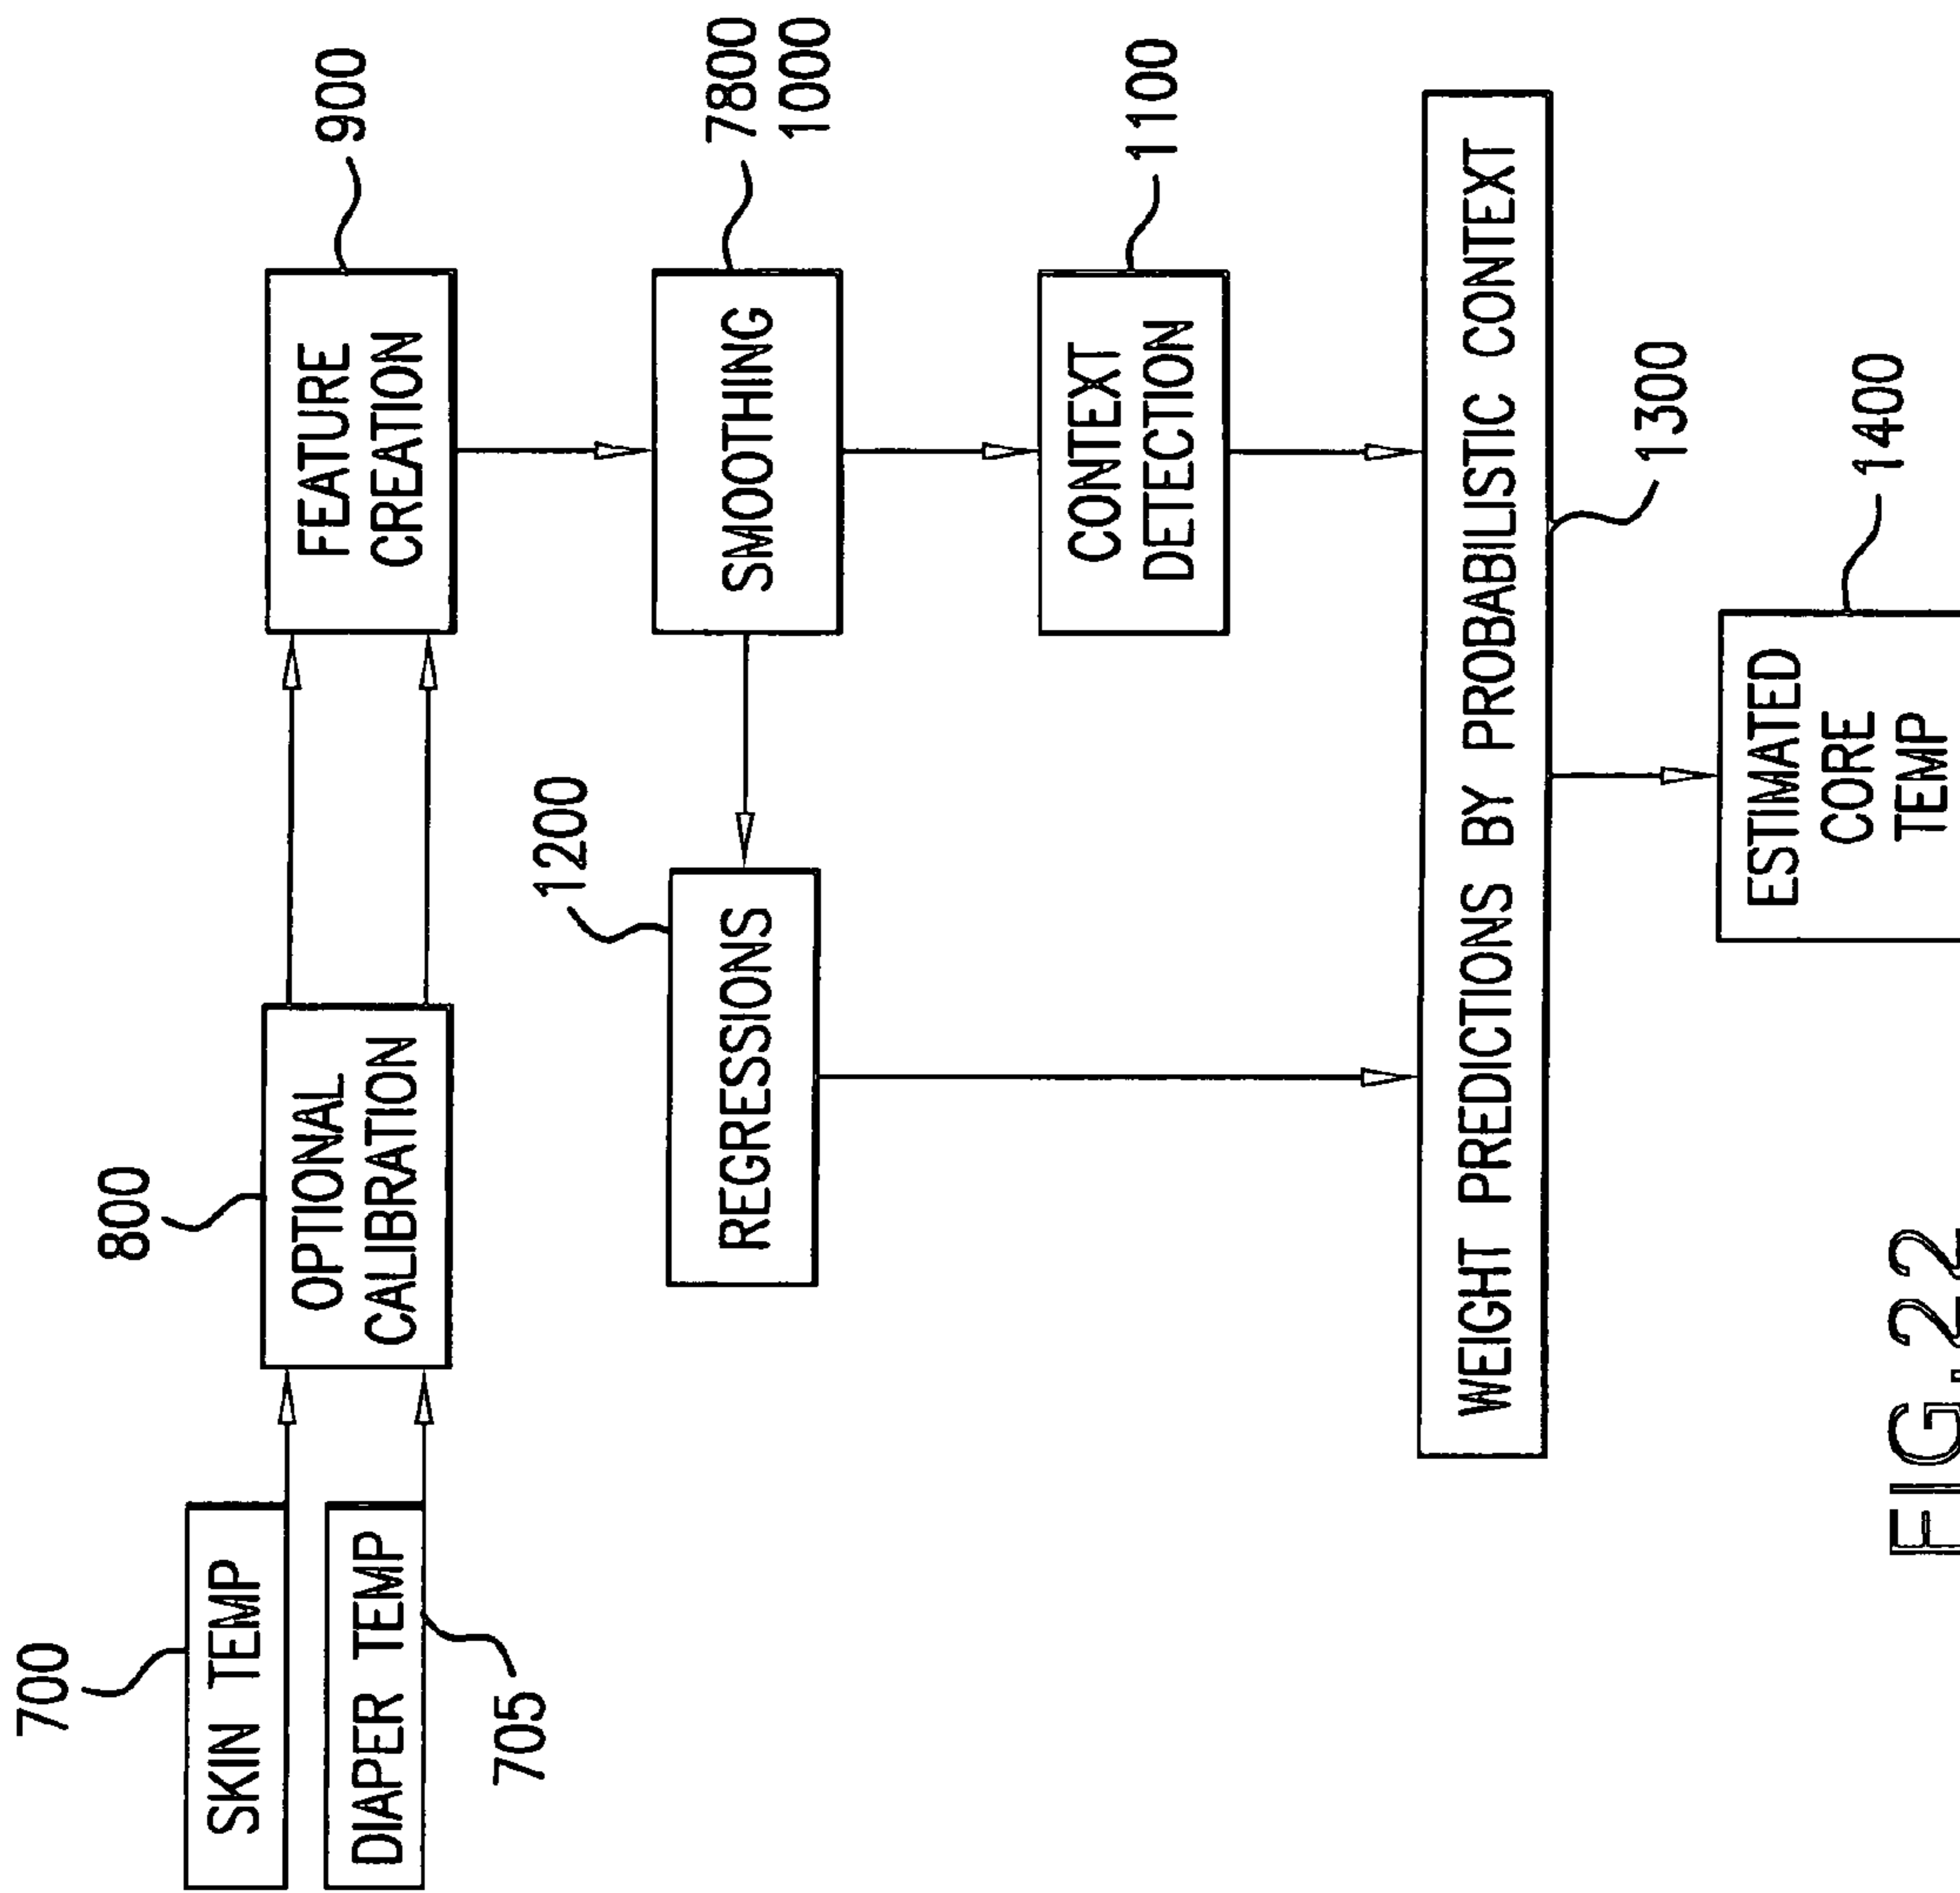 700
SKIN TEMP
DIAPER TEMP
705
800
OPTIONAL
CALIBRATION
900
FEATURE
CREATION
7800
1000
SMOOTHING
1200
REGRESSIONS
1100
CONTEXT
DETECTION
WEIGHT PREDICTIONS BY PROBABILISTIC CONTEXT
1300
1400
ESTIMATED
CORE
TEMP
FIG.22